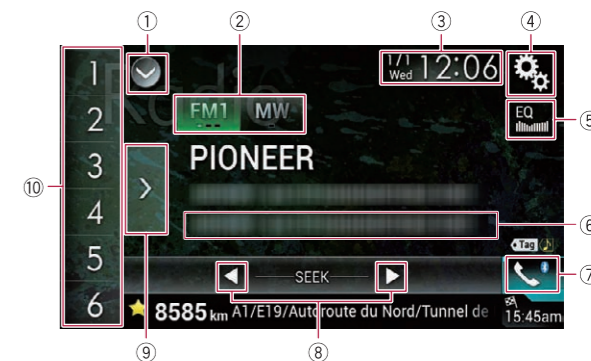 ① ② ③ ④
1 1/1 Wed 12:06
Radio
2 FM1 MW EQ ⑤
3 PIONEER
⑩
4 ⑥
5 Tag
SEEK ⑦
6 8585 km A1/E19/Autoroute du Nord/Tunnel de 15:45am
⑨ ⑧